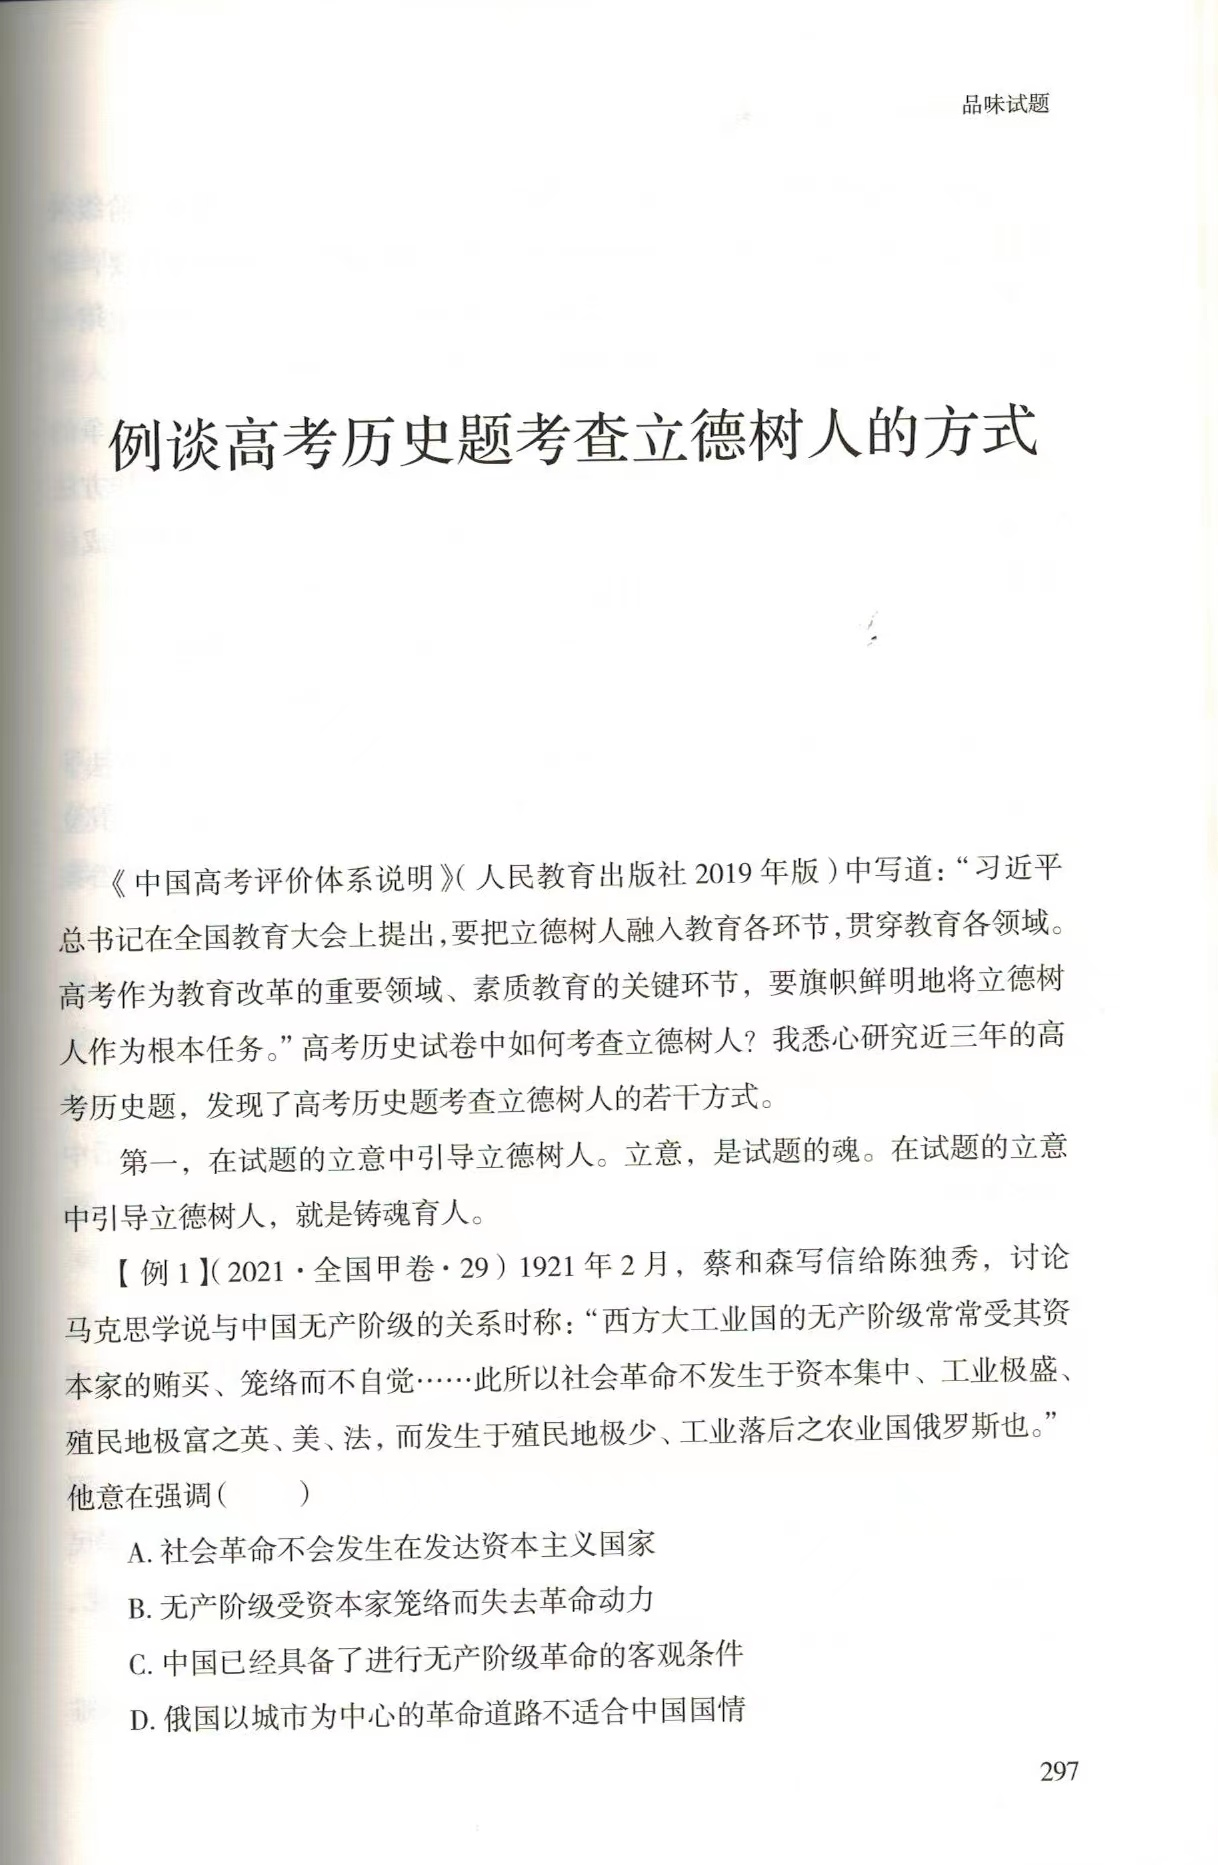 品味试题
例谈高考历史题考查立德树人的方式
《中国高考评价体系说明》(人民教育出版社 2019 年版)中写道:“习近平
总书记在全国教育大会上提出,要把立德树人融入教育各环节,贯穿教育各领域。
高考作为教育改革的重要领域、素质教育的关键环节，要旗帜鲜明地将立德树
人作为根本任务。”高考历史试卷中如何考查立德树人？我悉心研究近三年的高
考历史题，发现了高考历史题考查立德树人的若干方式。
第一，在试题的立意中引导立德树人。立意，是试题的魂。在试题的立意
中引导立德树人，就是铸魂育人。
【例 1】(2021·全国甲卷·29) 1921 年 2 月，蔡和森写信给陈独秀，讨论
马克思学说与中国无产阶级的关系时称:“西方大工业国的无产阶级常常受其资
本家的贿买、笼络而不自觉……此所以社会革命不发生于资本集中、工业极盛、
殖民地极富之英、美、法，而发生于殖民地极少、工业落后之农业国俄罗斯也。”
他意在强调(　　)
A. 社会革命不会发生在发达资本主义国家
B. 无产阶级受资本家笼络而失去革命动力
C. 中国已经具备了进行无产阶级革命的客观条件
D. 俄国以城市为中心的革命道路不适合中国国情
297